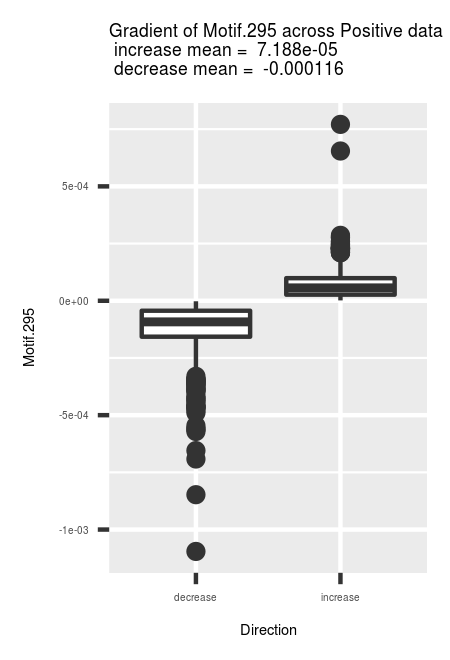 Gradient of Motif.295 across Positive data
increase mean =  7.188e-05
decrease mean =  -0.000116
5e-04
0e+00
-5e-04
-1e-03
Motif.295
decrease
increase
Direction